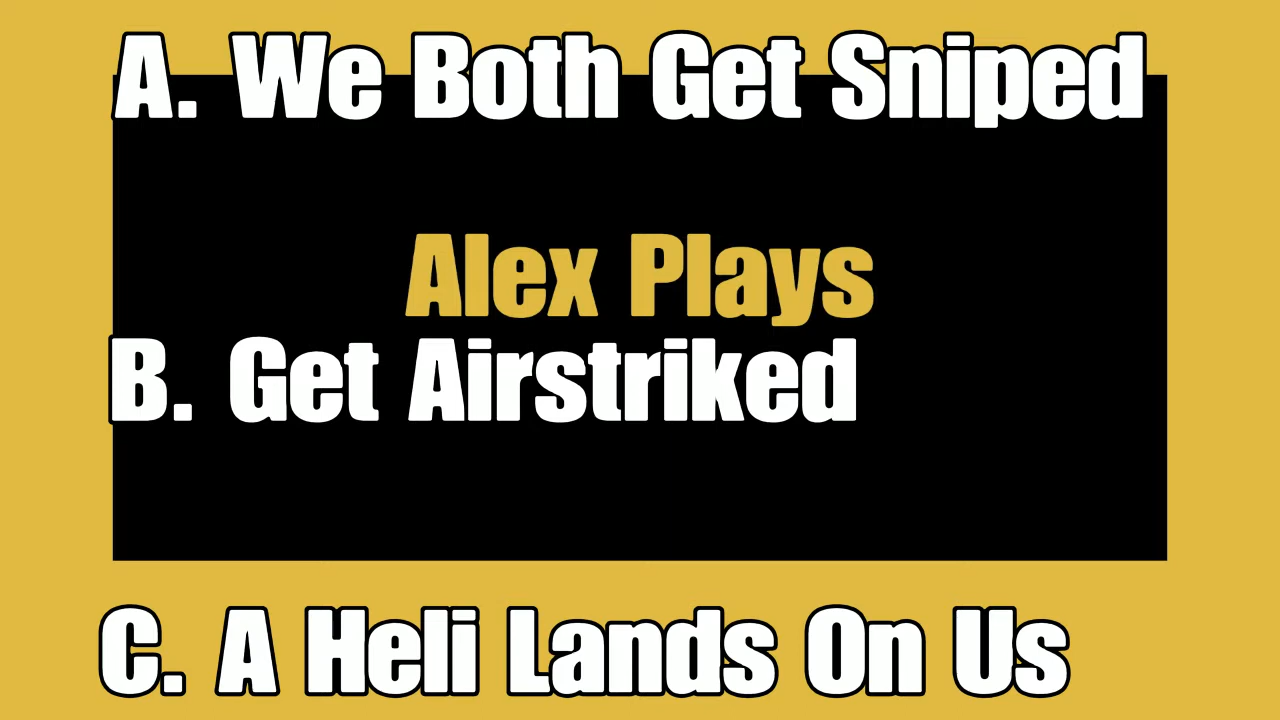 A. We Both Get Sniped
Alex Plays
B. Get Airstriked
C. A Heli Lands On Us